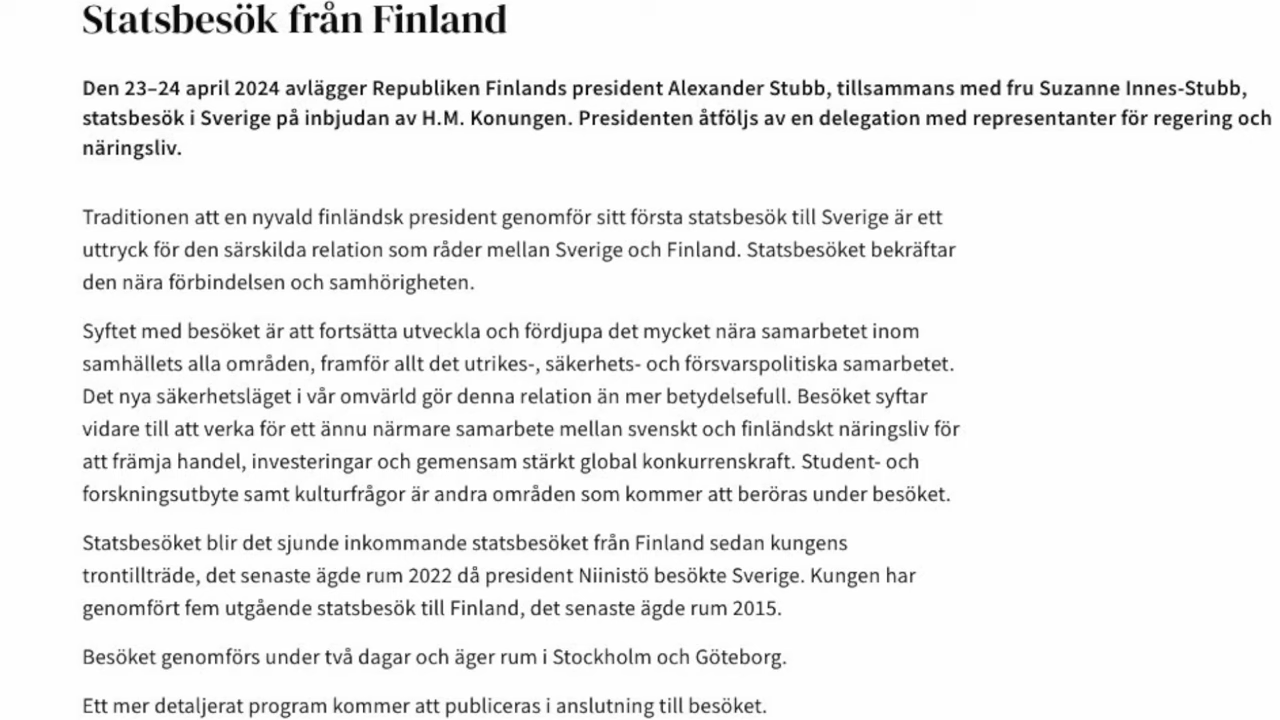 Statsbesök från Finland
Den 23–24 april 2024 avlägger Republiken Finlands president Alexander Stubb, tillsammans med fru Suzanne Innes-Stubb,
statsbesök i Sverige på inbjudan av H.M. Konungen. Presidenten åtföljs av en delegation med representanter för regering och
näringsliv.
Traditionen att en nyvald finländsk president genomför sitt första statsbesök till Sverige är ett
uttryck för den särskilda relation som råder mellan Sverige och Finland. Statsbesöket bekräftar
den nära förbindelsen och samhörigheten.
Syftet med besöket är att fortsätta utveckla och fördjupa det mycket nära samarbetet inom
samhällets alla områden, framför allt det utrikes-, säkerhets- och försvarspolitiska samarbetet.
Det nya säkerhetsläget i vår omvärld gör denna relation än mer betydelsefull. Besöket syftar
vidare till att verka för ett ännu närmare samarbete mellan svenskt och finländskt näringsliv för
att främja handel, investeringar och gemensam stärkt global konkurrenskraft. Student- och
forskningsutbyte samt kulturfrågor är andra områden som kommer att beröras under besöket.
Statsbesöket blir det sjunde inkommande statsbesöket från Finland sedan kungens
trontillträde, det senaste ägde rum 2022 då president Niinistö besökte Sverige. Kungen har
genomfört fem utgående statsbesök till Finland, det senaste ägde rum 2015.
Besöket genomförs under två dagar och äger rum i Stockholm och Göteborg.
Ett mer detaljerat program kommer att publiceras i anslutning till besöket.